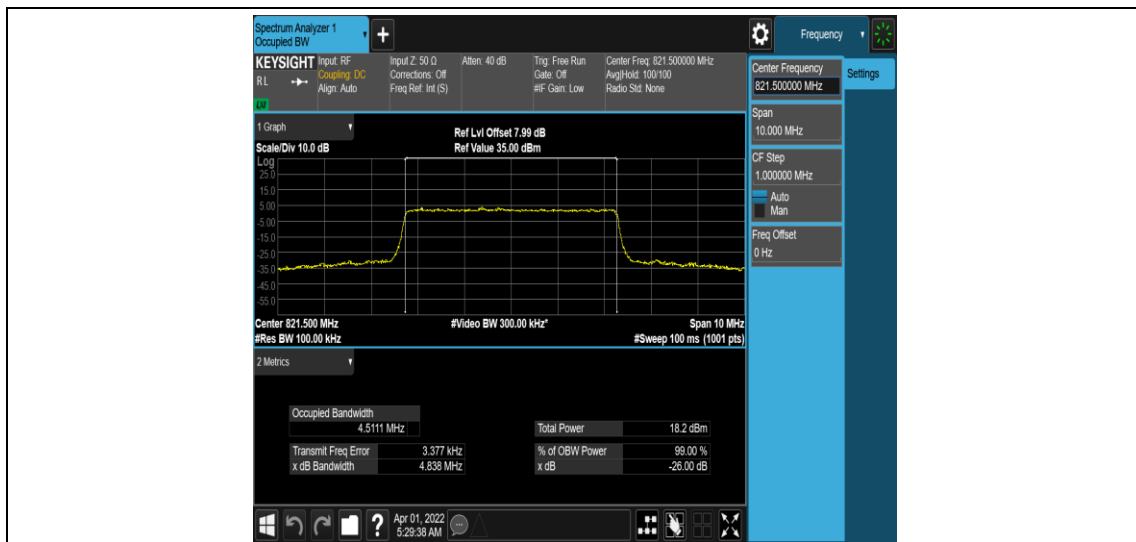 Spectrum Analyzer 1
Occupied BW
+
Frequency
KEYSIGHT
RL
LXI
Input: RF
Coupling: DC
Align: Auto
Input Z: 50 Ω
Corrections: Off
Freq Ref: Int (S)
Atten: 40 dB
Trig: Free Run
Gate: Off
#IF Gain: Low
Center Freq: 821.500000 MHz
Avg|Hold: 100/100
Radio Std: None
Center Frequency
821.500000 MHz
Settings
Span
10.000 MHz
CF Step
1.000000 MHz
Auto
Man
Freq Offset
0 Hz
1 Graph
Scale/Div 10.0 dB
Ref Lvl Offset 7.99 dB
Ref Value 35.00 dBm
Log
25.0
15.0
5.00
-5.00
-15.0
-25.0
-35.0
-45.0
-55.0
Center 821.500 MHz
#Res BW 100.00 kHz
#Video BW 300.00 kHz*
Span 10 MHz
#Sweep 100 ms (1001 pts)
2 Metrics
Occupied Bandwidth
4.5111 MHz
Total Power 18.2 dBm
Transmit Freq Error 3.377 kHz
% of OBW Power 99.00 %
x dB Bandwidth 4.838 MHz
x dB -26.00 dB
?
Apr 01, 2022
5:29:38 AM